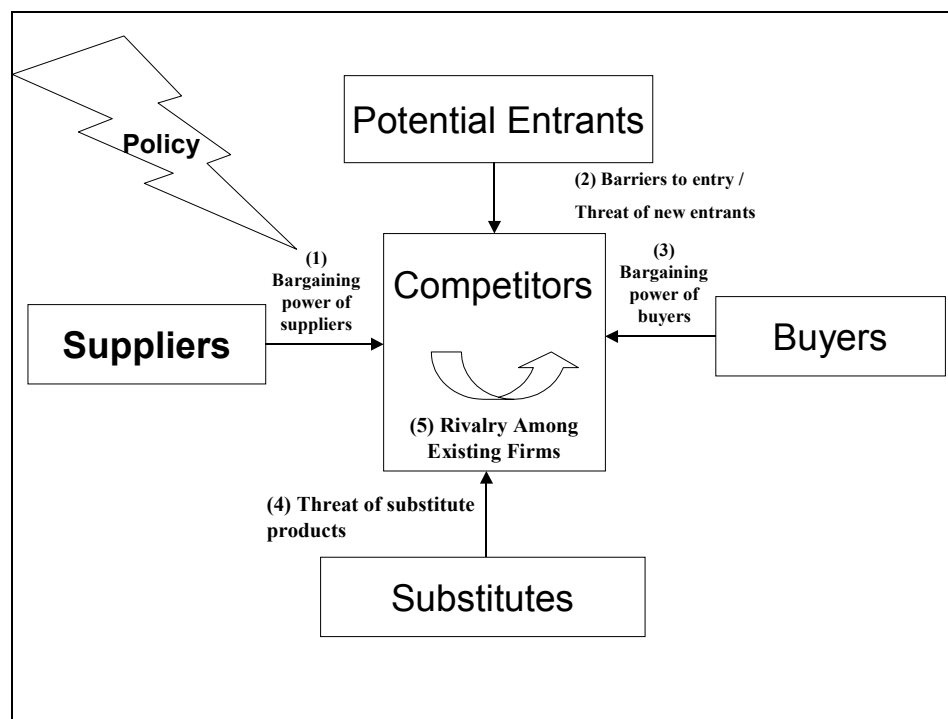 Potential Entrants
Policy
(2) Barriers to entry /
Threat of new entrants
(1)
Bargaining
power of
suppliers
Competitors
(3)
Bargaining
power of
buyers
Suppliers
Buyers
(5) Rivalry Among
Existing Firms
(4) Threat of substitute
products
Substitutes